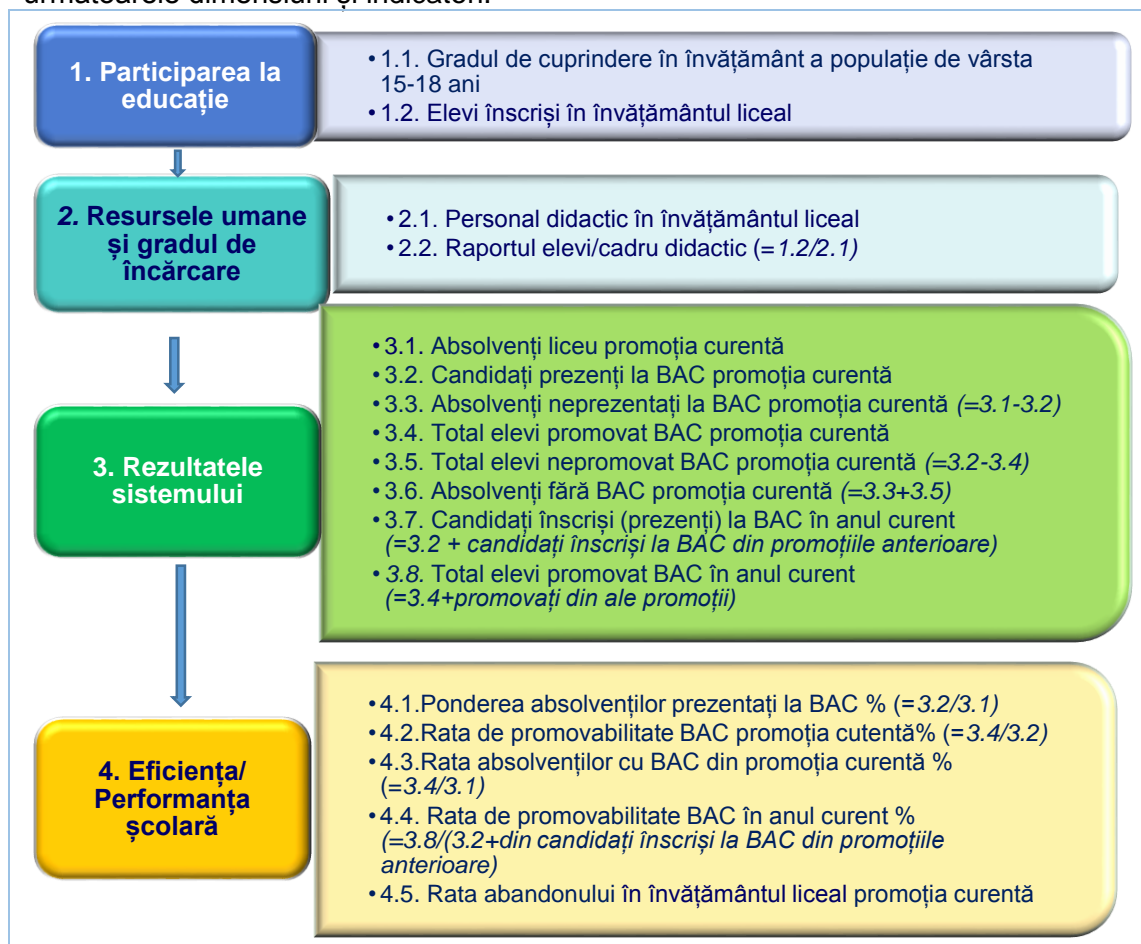 următoarele dimensiuni și indicatori:
1. Participarea la
educație
• 1.1. Gradul de cuprindere în învățământ a populație de vârsta
15-18 ani
• 1.2. Elevi înscriși în învățământul liceal
2. Resursele umane
și gradul de
încărcare
• 2.1. Personal didactic în învățământul liceal
• 2.2. Raportul elevi/cadru didactic (=1.2/2.1)
3. Rezultatele
sistemului
• 3.1. Absolvenți liceu promoția curentă
• 3.2. Candidați prezenți la BAC promoția curentă
• 3.3. Absolvenți neprezentați la BAC promoția curentă (=3.1-3.2)
• 3.4. Total elevi promovat BAC promoția curentă
• 3.5. Total elevi nepromovat BAC promoția curentă (=3.2-3.4)
• 3.6. Absolvenți fără BAC promoția curentă (=3.3+3.5)
• 3.7. Candidați înscriși (prezenți) la BAC în anul curent
(=3.2 + candidați înscriși la BAC din promoțiile anterioare)
• 3.8. Total elevi promovat BAC în anul curent
(=3.4+promovați din ale promoții)
4. Eficiența/
Performanța
școlară
• 4.1.Ponderea absolvenților prezentați la BAC % (=3.2/3.1)
• 4.2.Rata de promovabilitate BAC promoția cutentă% (=3.4/3.2)
• 4.3.Rata absolvenților cu BAC din promoția curentă %
(=3.4/3.1)
• 4.4. Rata de promovabilitate BAC în anul curent %
(=3.8/(3.2+din candidați înscriși la BAC din promoțiile
anterioare)
• 4.5. Rata abandonului în învățământul liceal promoția curentă